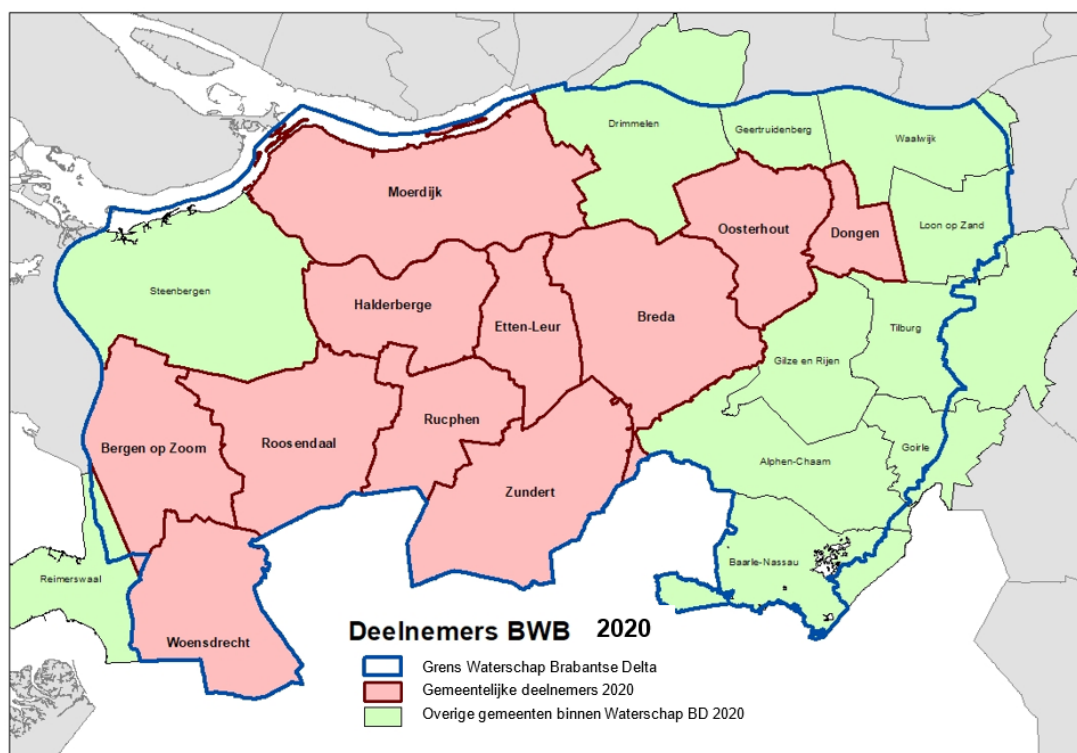 Drimmelen
Geertruidenberg
Waalwijk
Moerdijk
Oosterhout
Dongen
Loon op Zand
Steenbergen
Halderberge
Etten-Leur
Breda
Tilburg
Gilze en Rijen
Rucphen
Bergen op Zoom
Roosendaal
Goirle
Alphen-Chaam
Zundert
Baarle-Nassau
Reimerswaal
Woensdrecht
Deelnemers BWB 2020
Grens Waterschap Brabantse Delta
Gemeentelijke deelnemers 2020
Overige gemeenten binnen Waterschap BD 2020